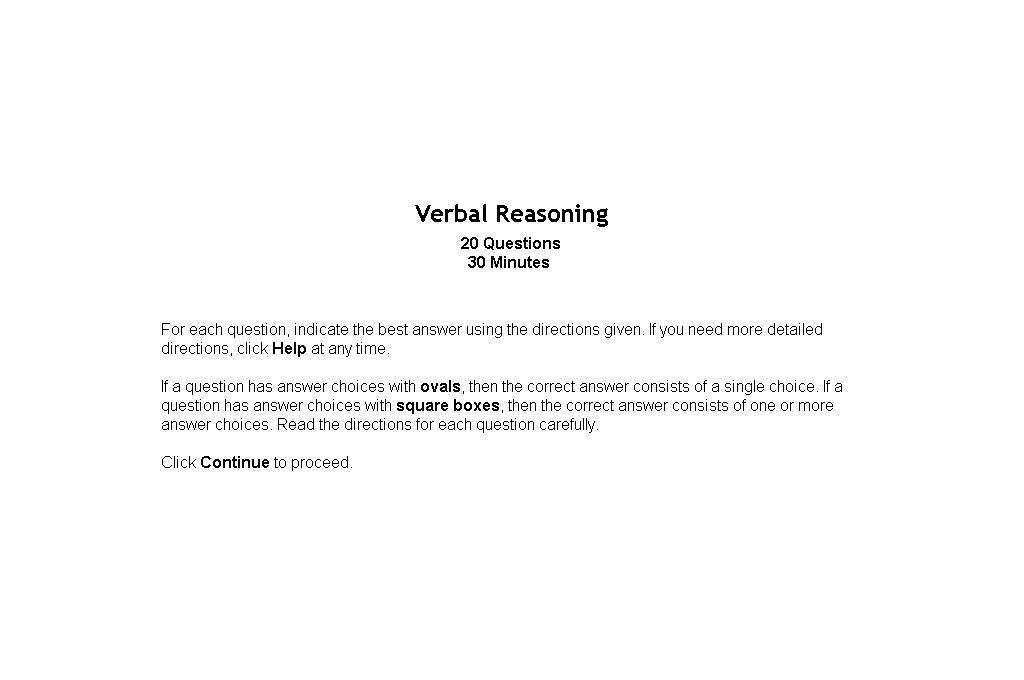 Verbal Reasoning
20 Questions
30 Minutes
For each question, indicate the best answer using the directions given. If you need more detailed
directions, click Help at any time.
If a question has answer choices with ovals, then the correct answer consists of a single choice. If a
question has answer choices with square boxes, then the correct answer consists of one or more
answer choices. Read the directions for each question carefully.
Click Continue to proceed.